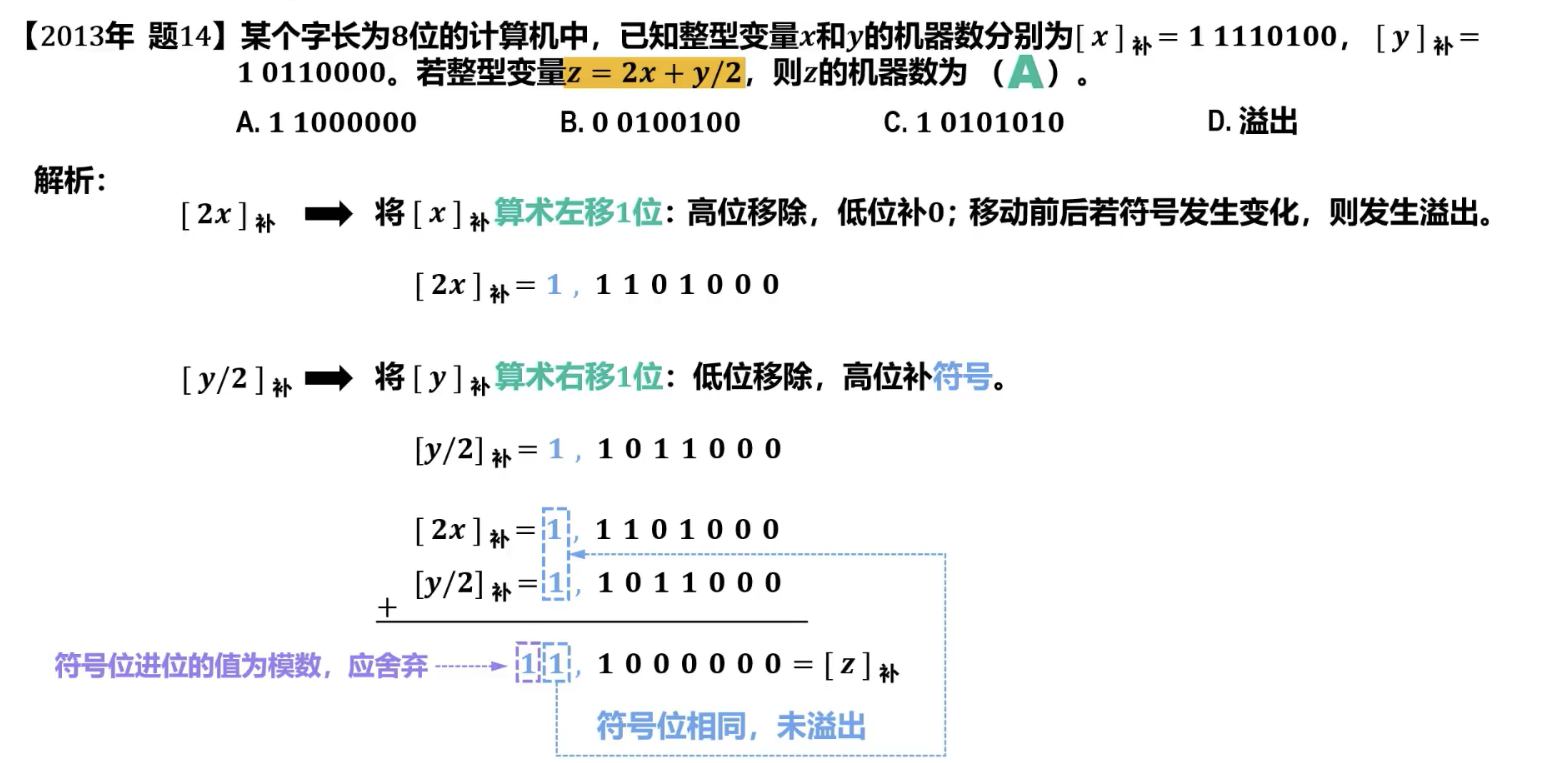 【2013年 题14】某个字长为8位的计算机中，已知整型变量x和y的机器数分别为[ x ]补 = 1 1110100， [ y ]补 =
1 0110000。若整型变量z = 2x + y/2，则z的机器数为 （A）。
A. 1 1000000 B. 0 0100100 C. 1 0101010 D. 溢出
解析：
[ 2x ]补 将 [ x ]补 算术左移1位：高位移除，低位补0；移动前后若符号发生变化，则发生溢出。
[ 2x ]补 = 1 , 1 1 0 1 0 0 0
[ y/2 ]补 将 [ y ]补 算术右移1位：低位移除，高位补符号。
[y/2]补 = 1 , 1 0 1 1 0 0 0
[ 2x ]补 = 1 , 1 1 0 1 0 0 0
+ [y/2]补 = 1 , 1 0 1 1 0 0 0
符号位进位的值为模数，应舍弃 1 1 , 1 0 0 0 0 0 0 = [ z ]补
符号位相同，未溢出